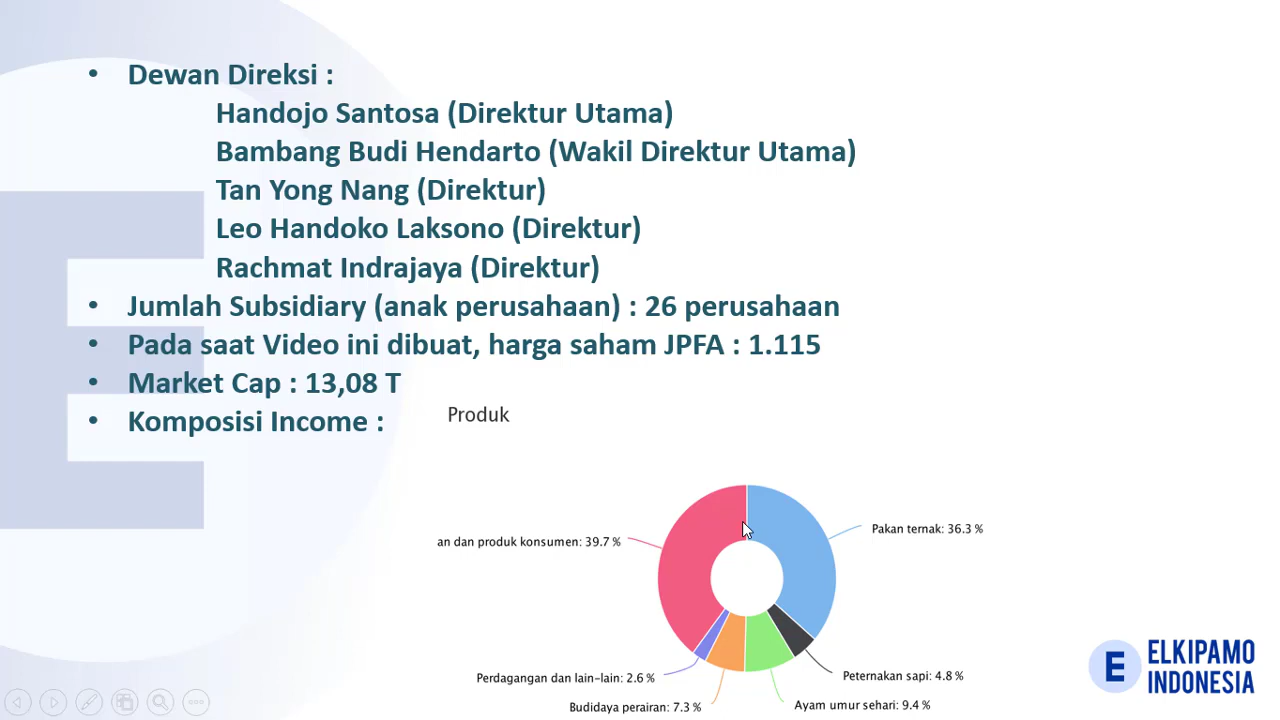 • Dewan Direksi :
Handojo Santosa (Direktur Utama)
Bambang Budi Hendarto (Wakil Direktur Utama)
Tan Yong Nang (Direktur)
Leo Handoko Laksono (Direktur)
Rachmat Indrajaya (Direktur)
• Jumlah Subsidiary (anak perusahaan) : 26 perusahaan
• Pada saat Video ini dibuat, harga saham JPFA : 1.115
• Market Cap : 13,08 T
• Komposisi Income :
Produk
Pakan ternak: 36.3 %
an dan produk konsumen: 39.7 %
Peternakan sapi: 4.8 %
Perdagangan dan lain-lain: 2.6 %
Ayam umur sehari: 9.4 %
Budidaya perairan: 7.3 %
E
E
ELKIPAMO
INDONESIA